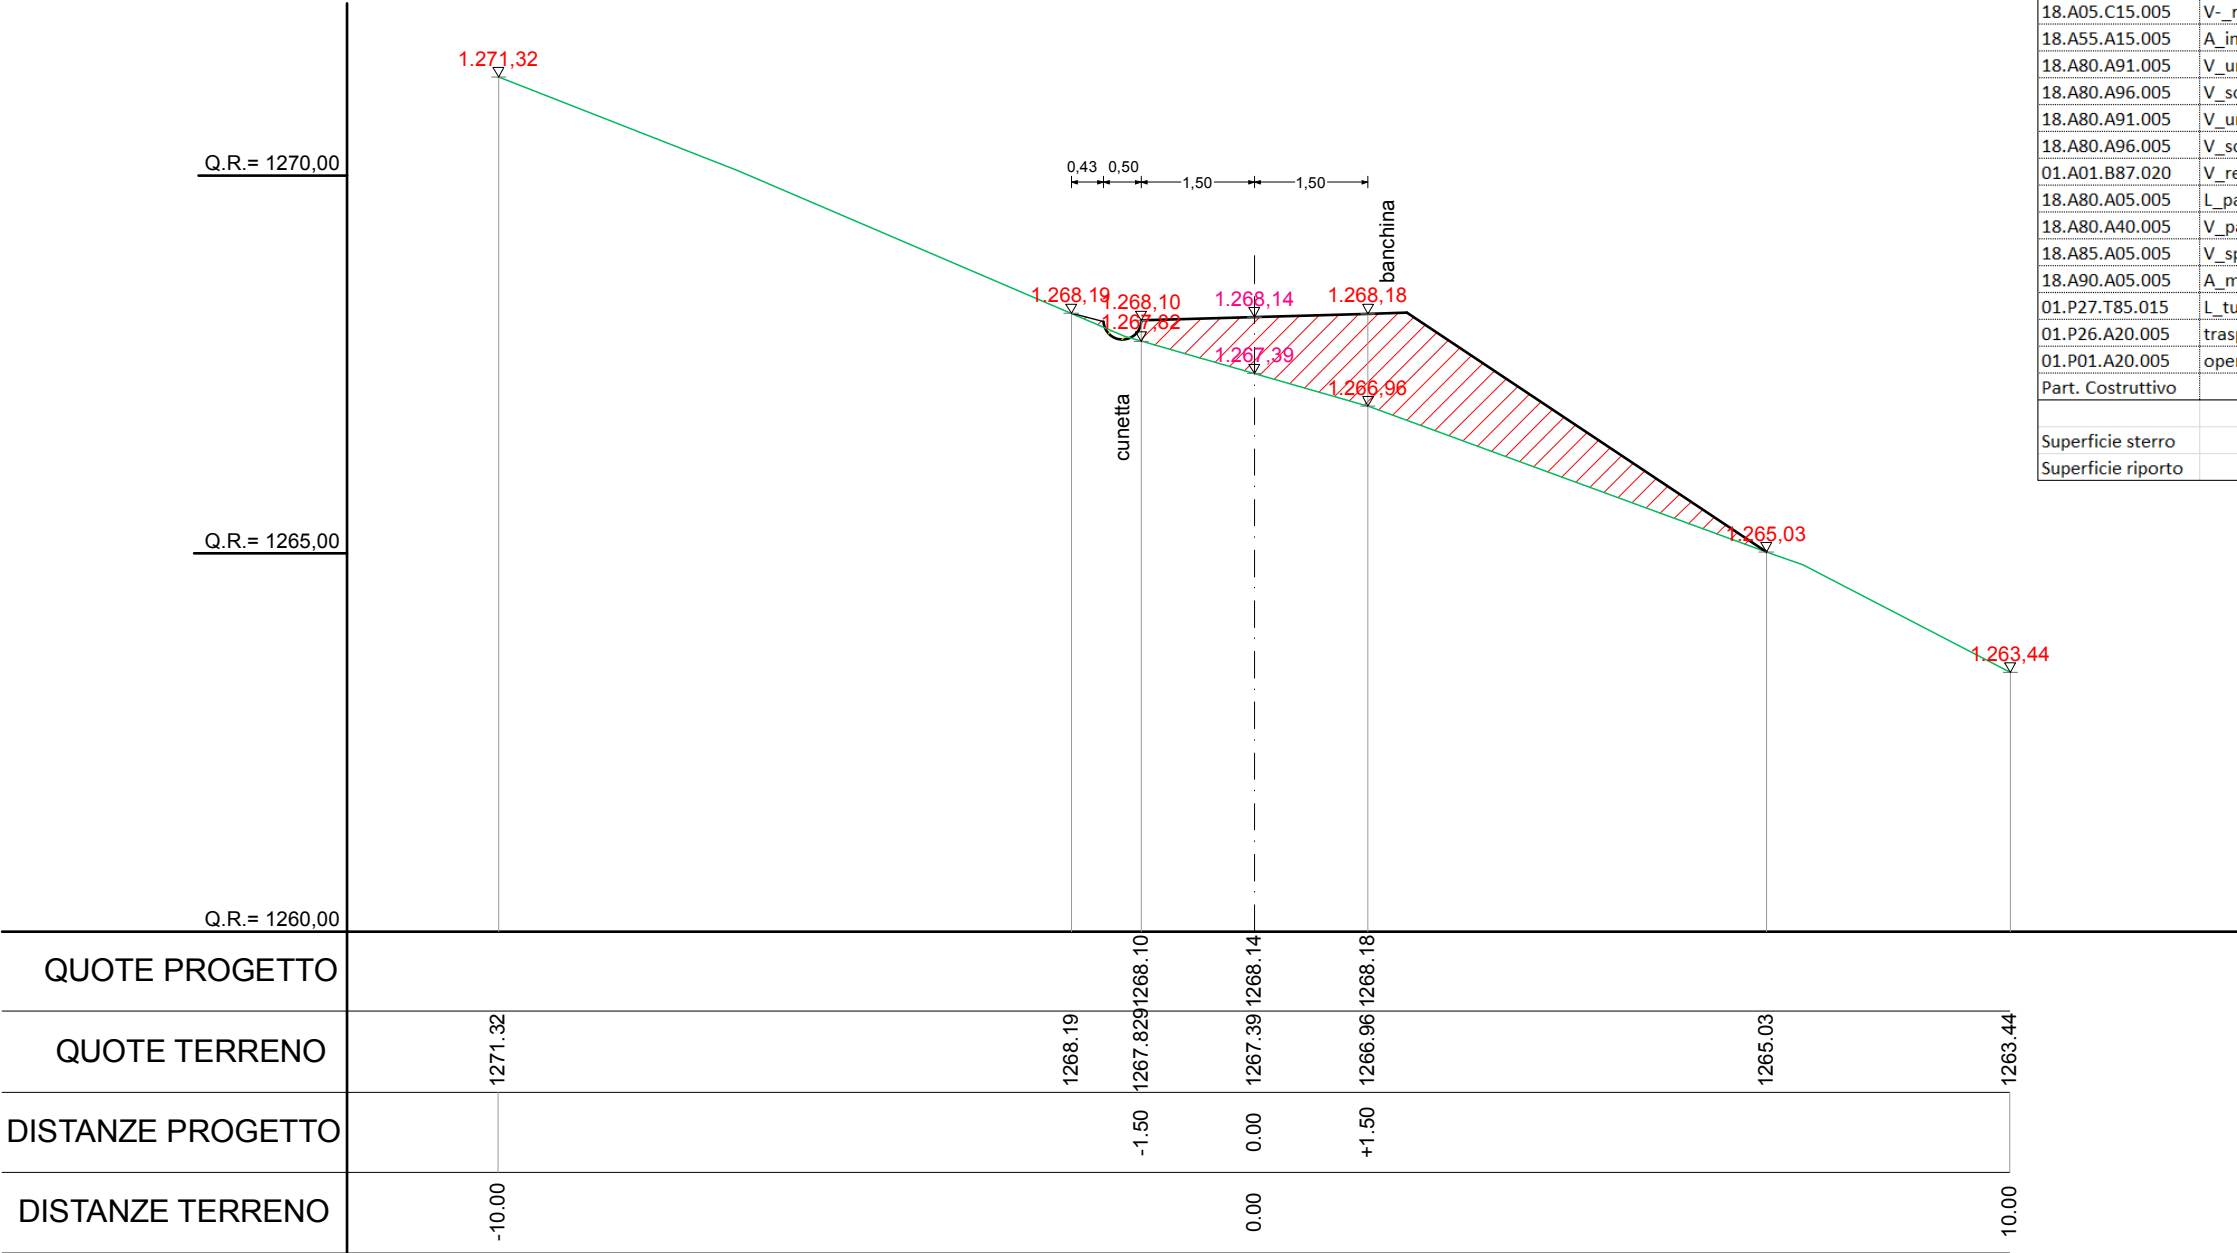 1.271,32
Q.R.= 1270,00
0,43 0,50 1,50 1,50
banchina
1.268,19 1.268,10 1.268,14 1.268,18
1.267,82
1.267,39
1.266,96
cunetta
Q.R.= 1265,00
1.265,03
1.263,44
Q.R.= 1260,00
QUOTE PROGETTO 1268.10 1268.14 1268.18
QUOTE TERRENO 1271.32 1268.19 1267.829 1267.39 1266.96 1265.03 1263.44
DISTANZE PROGETTO -1.50 0.00 +1.50
DISTANZE TERRENO -10.00 0.00 10.00
18.A05.C15.005
18.A55.A15.005
18.A80.A91.005
18.A80.A96.005
18.A80.A91.005
18.A80.A96.005
01.A01.B87.020
18.A80.A05.005
18.A80.A40.005
18.A85.A05.005
18.A90.A05.005
01.P27.T85.015
01.P26.A20.005
01.P01.A20.005
Part. Costruttivo
Superficie sterro
Superficie riporto